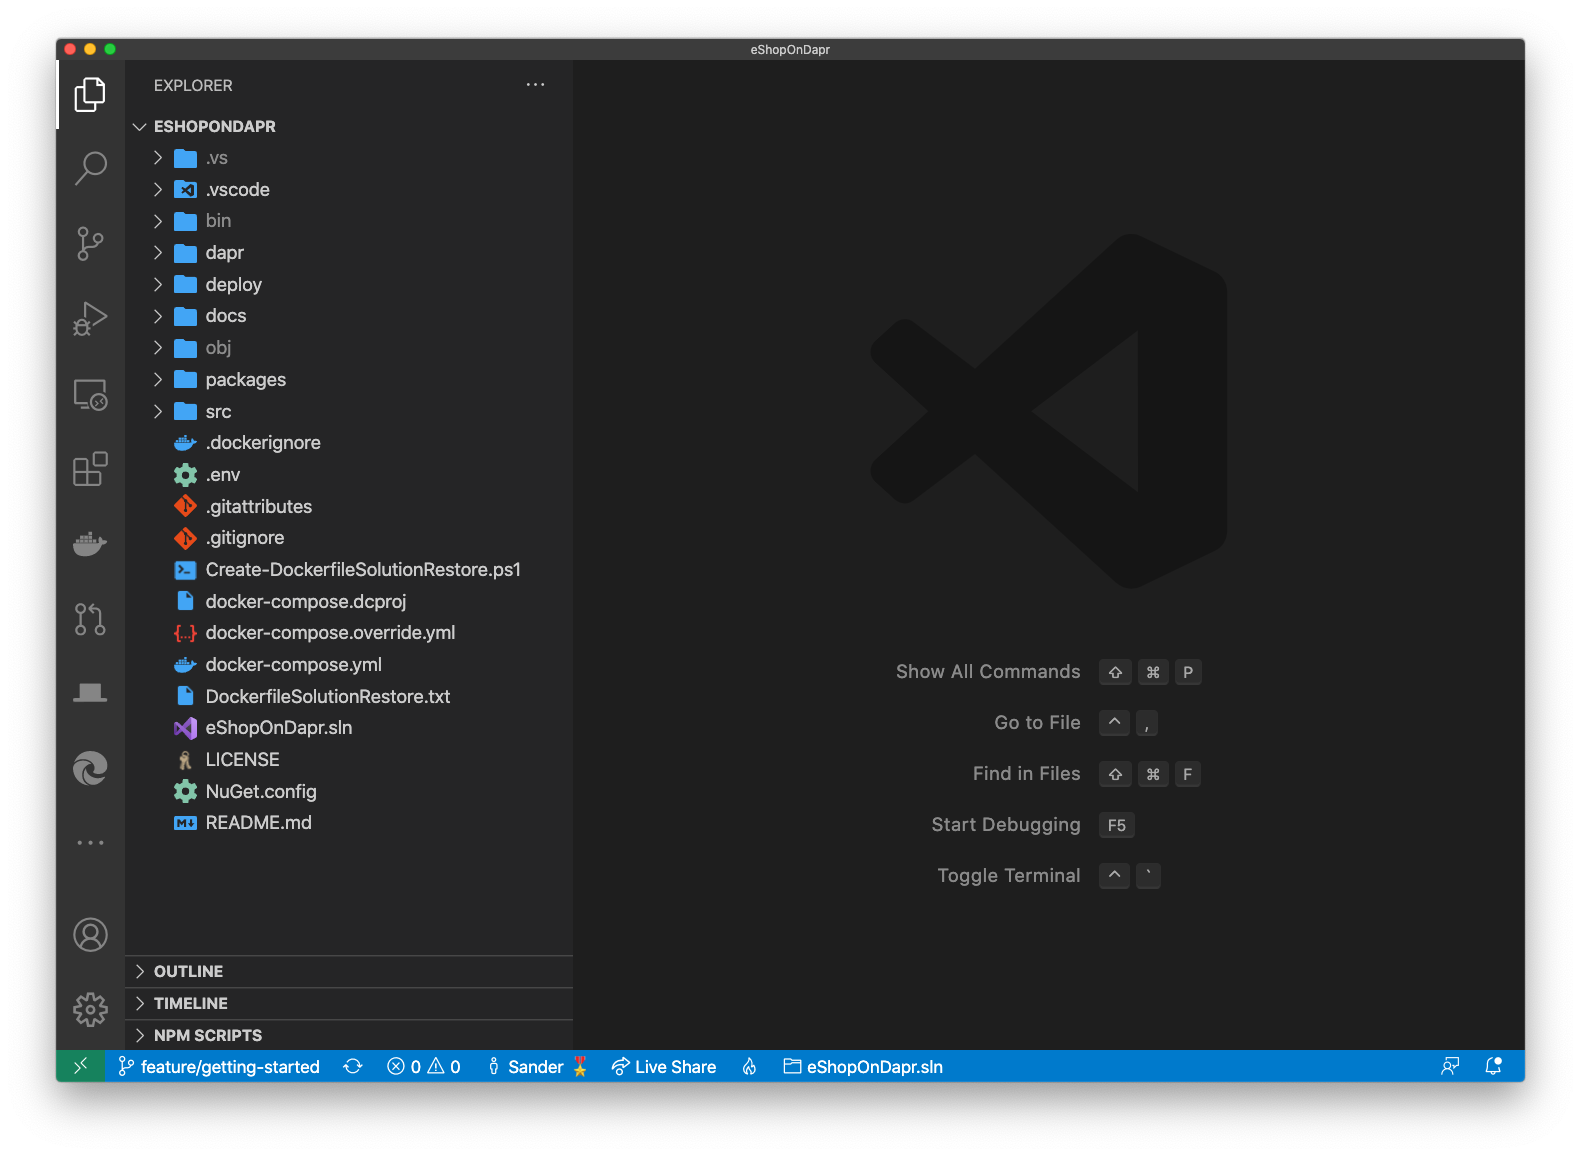 eShopOnDapr
EXPLORER
ESHOPONDAPR
.vs
.vscode
bin
dapr
deploy
docs
obj
packages
src
.dockerignore
.env
.gitattributes
.gitignore
Create-DockerfileSolutionRestore.ps1
docker-compose.dcproj
docker-compose.override.yml
docker-compose.yml
DockerfileSolutionRestore.txt
eShopOnDapr.sln
LICENSE
NuGet.config
README.md
OUTLINE
TIMELINE
NPM SCRIPTS
Show All Commands ⇧ ⌘ P
Go to File ^ ,
Find in Files ⇧ ⌘ F
Start Debugging F5
Toggle Terminal ^ `
feature/getting-started 0 0 Sander Live Share eShopOnDapr.sln